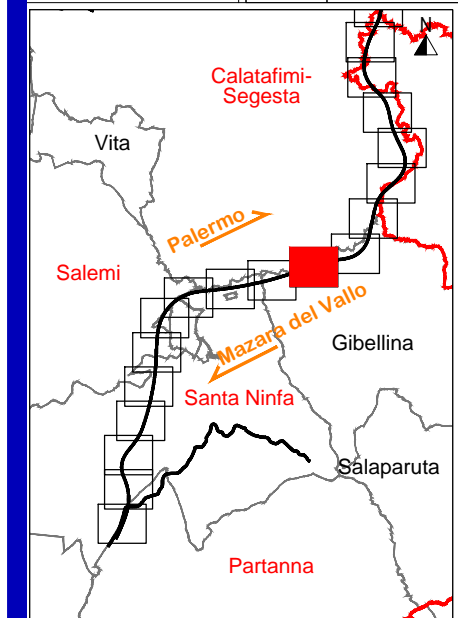 N
Calatafimi-
Segesta
Vita
Palermo
Salemi
Mazara del Vallo
Gibellina
Santa Ninfa
Salaparuta
Partanna